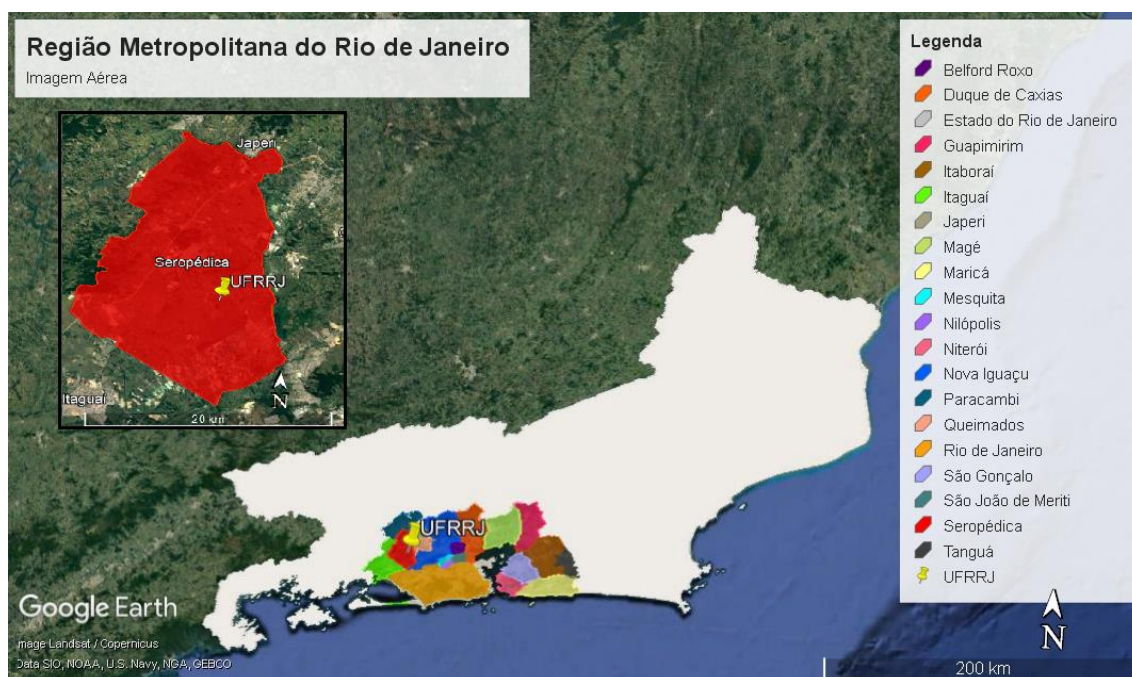 Região Metropolitana do Rio de Janeiro
Imagem Aérea
Japeri
Seropédica
UFRRJ
Itaguaí
N
20 km
Legenda
Belford Roxo
Duque de Caxias
Estado do Rio de Janeiro
Guapimirim
Itaboraí
Itaguaí
Japeri
Magé
Maricá
Mesquita
Nilópolis
Niterói
Nova Iguaçu
Paracambi
Queimados
Rio de Janeiro
São Gonçalo
São João de Meriti
Seropédica
Tanguá
UFRRJ
UFRRJ
Google Earth
Image Landsat / Copernicus
Data SIO, NOAA, U.S. Navy, NGA, GEBCO
N
200 km